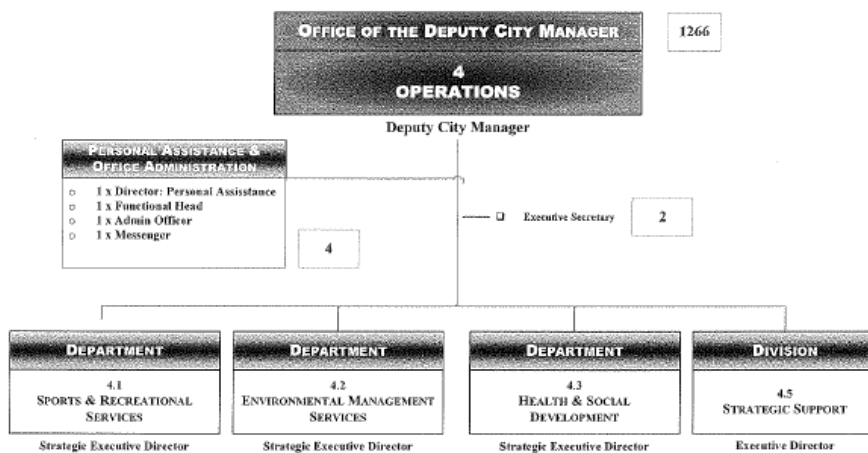 OFFICE OF THE DEPUTY CITY MANAGER
1266
4
OPERATIONS
Deputy City Manager
PERSONAL ASSISTANCE &
OFFICE ADMINISTRATION
1 x Director: Personal Assisstance
1 x Functional Head
1 x Admin Officer
1 x Messenger
4
Executive Secretary
2
DEPARTMENT
4.1
SPORTS & RECREATIONAL
SERVICES
Strategic Executive Director
DEPARTMENT
4.2
ENVIRONMENTAL MANAGEMENT
SERVICES
Strategic Executive Director
DEPARTMENT
4.3
HEALTH & SOCIAL
DEVELOPMENT
Strategic Executive Director
DIVISION
4.5
STRATEGIC SUPPORT
Executive Director